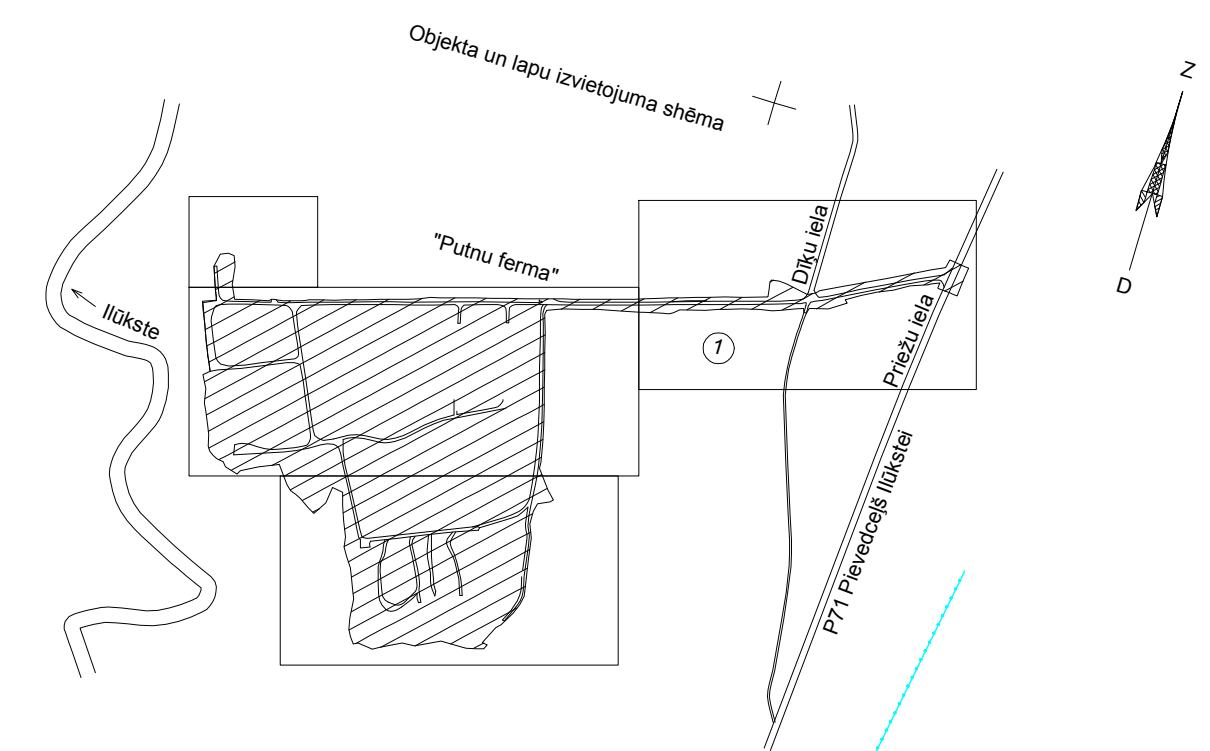 Objekta un lapu izvietojuma shēma
Z
"Putnu ferma"
Dīķu iela
D
Ilūkste
1
Priežu iela
P71 Pievedceļš Ilūkstei